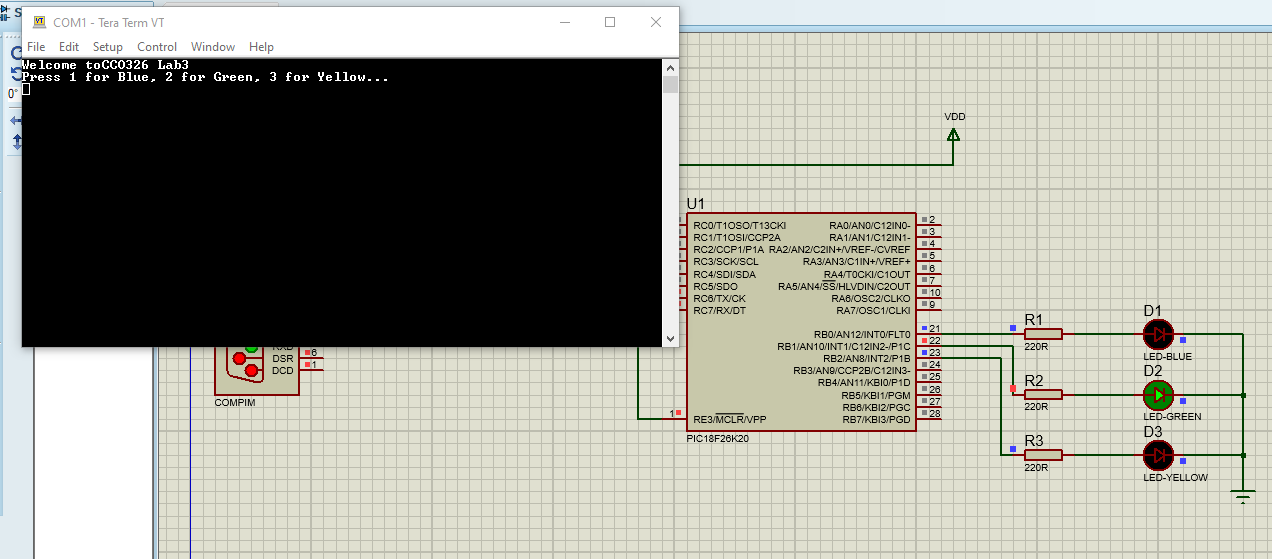 S
COM1 - Tera Term VT
File Edit Setup Control Window Help
Welcome toCCO326 Lab3
Press 1 for Blue, 2 for Green, 3 for Yellow...
0°
VDD
U1
RC0/T1OSO/T13CKI
RC1/T1OSI/CCP2A
RC2/CCP1/P1A
RC3/SCK/SCL
RC4/SDI/SDA
RC5/SDO
RC6/TX/CK
RC7/RX/DT
RE3/MCLR/VPP
1
RA0/AN0/C12IN0- 2
RA1/AN1/C12IN1- 3
RA2/AN2/C2IN+/VREF-/CVREF 4
RA3/AN3/C1IN+/VREF+ 5
RA4/T0CKI/C1OUT 6
RA5/AN4/SS/HLVDIN/C2OUT 7
RA6/OSC2/CLKO 10
RA7/OSC1/CLKI 9
RB0/AN12/INT0/FLT0 21
RB1/AN10/INT1/C12IN2-/P1C 22
RB2/AN8/INT2/P1B 23
RB3/AN9/CCP2B/C12IN3- 24
RB4/AN11/KBI0/P1D 25
RB5/KBI1/PGM 26
RB6/KBI2/PGC 27
RB7/KBI3/PGD 28
PIC18F26K20
R1
220R
R2
220R
R3
220R
D1
LED-BLUE
D2
LED-GREEN
D3
LED-YELLOW
DSR 6
DCD 1
COMPIM